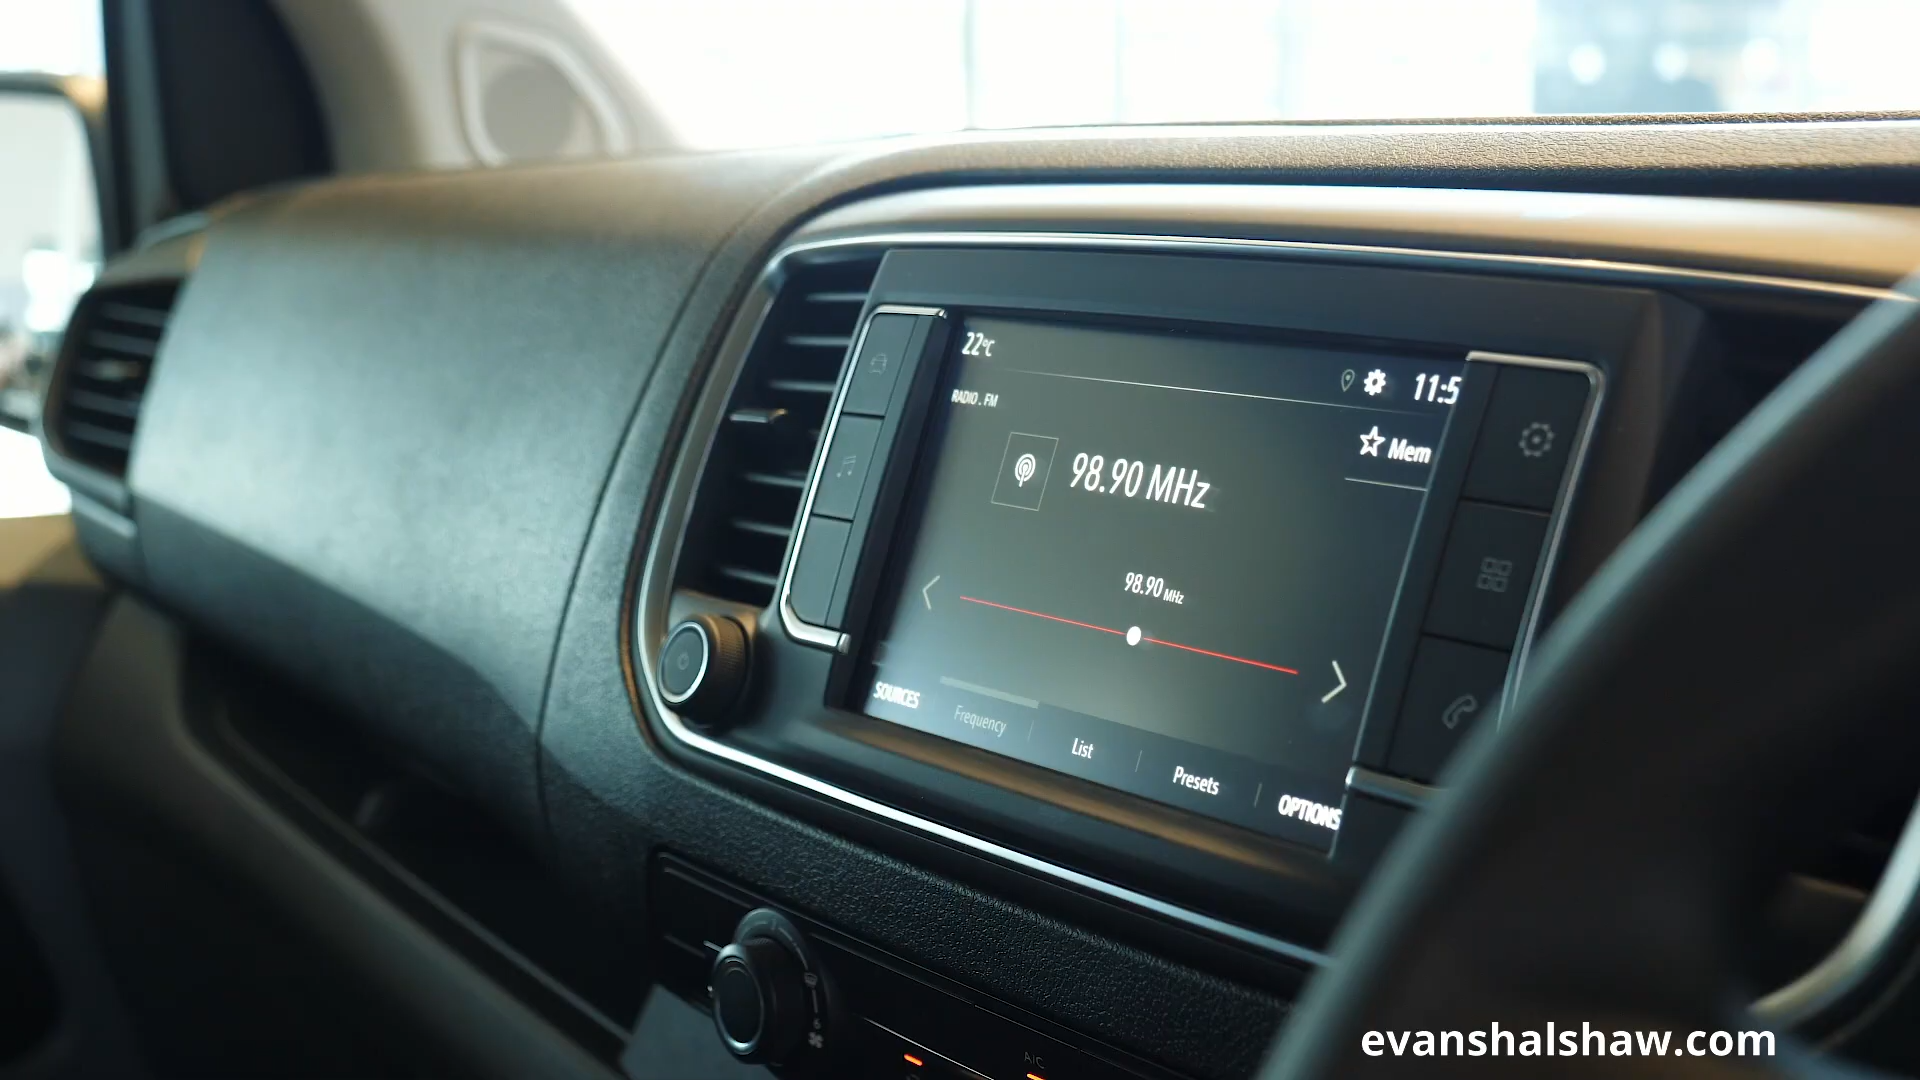 22°C
11:5
RADIO . FM
Mem
98.90 MHz
98.90 MHz
SOURCES
Frequency
List
Presets
OPTIONS
A/C
evanshalshaw.com